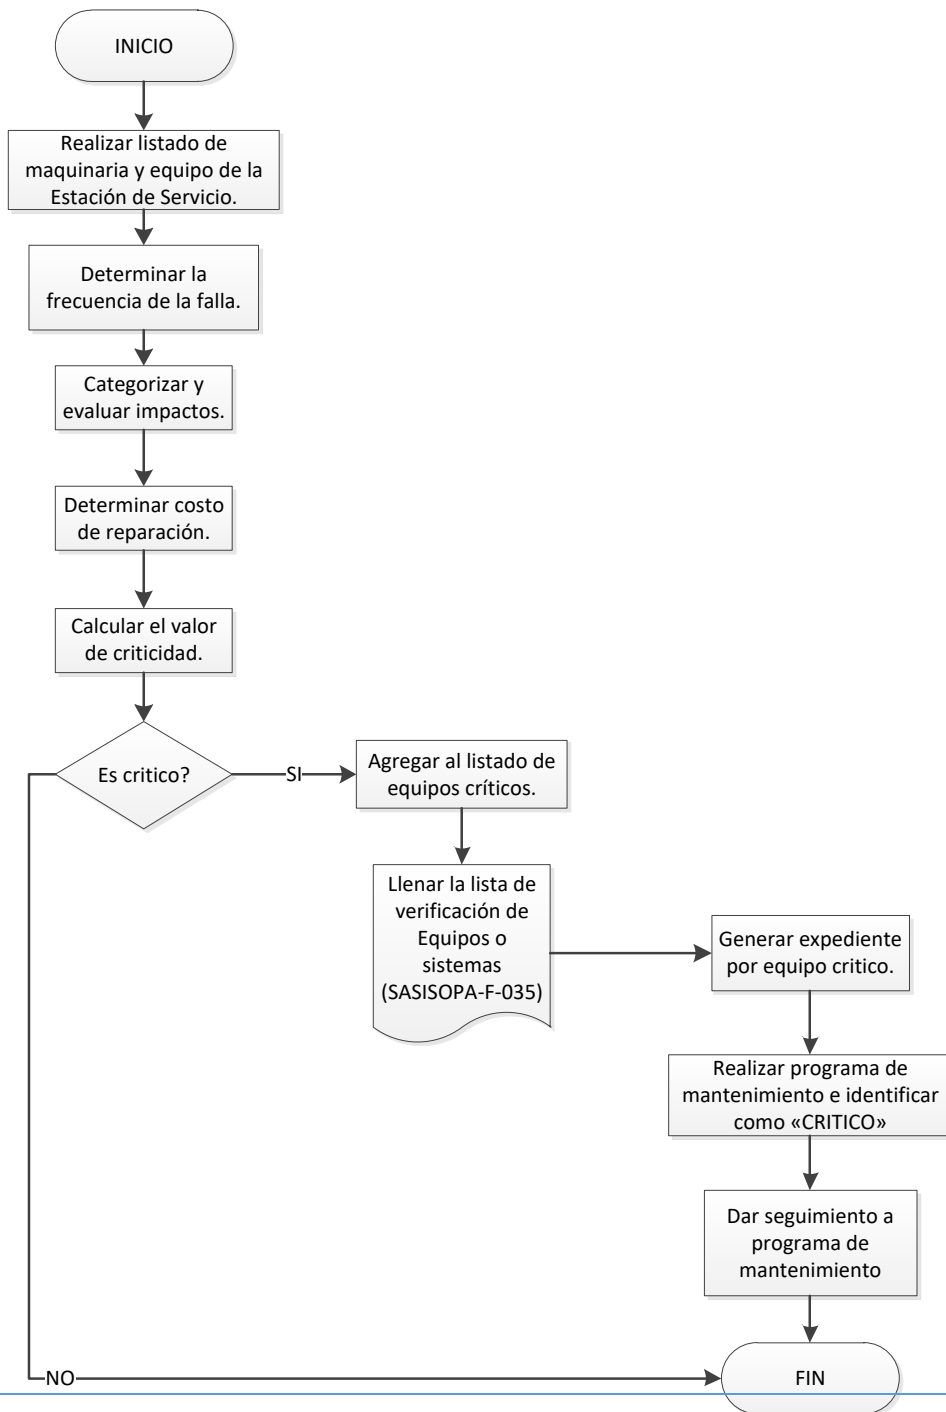 INICIO
Realizar listado de
maquinaria y equipo de la
Estación de Servicio.
Determinar la
frecuencia de la falla.
Categorizar y
evaluar impactos.
Determinar costo
de reparación.
Calcular el valor
de criticidad.
Es critico?
SI
Agregar al listado de
equipos críticos.
Llenar la lista de
verificación de
Equipos o
sistemas
(SASISOPA-F-035)
Generar expediente
por equipo critico.
Realizar programa de
mantenimiento e identificar
como «CRITICO»
Dar seguimiento a
programa de
mantenimiento
NO
FIN